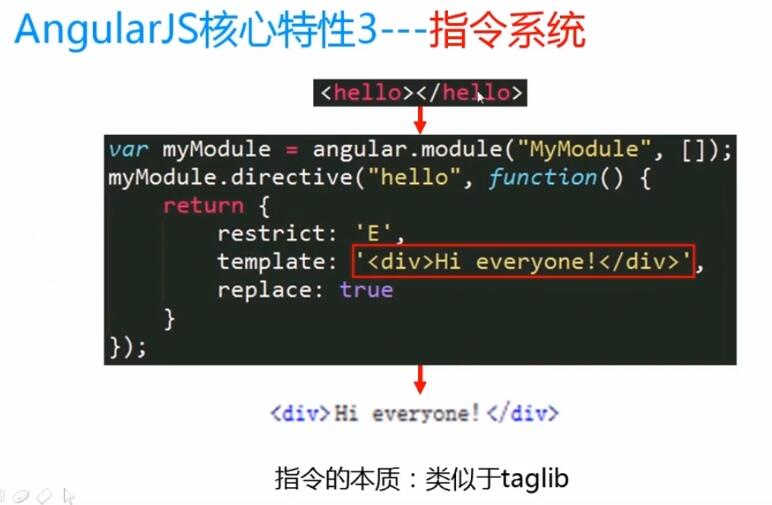 AngularJS核心特性3---指令系统
<hello></hello>
var myModule = angular.module("MyModule", []);
myModule.directive("hello", function() {
    return {
        restrict: 'E',
        template: '<div>Hi everyone!</div>',
        replace: true
    }
});
<div>Hi everyone!</div>
指令的本质：类似于taglib